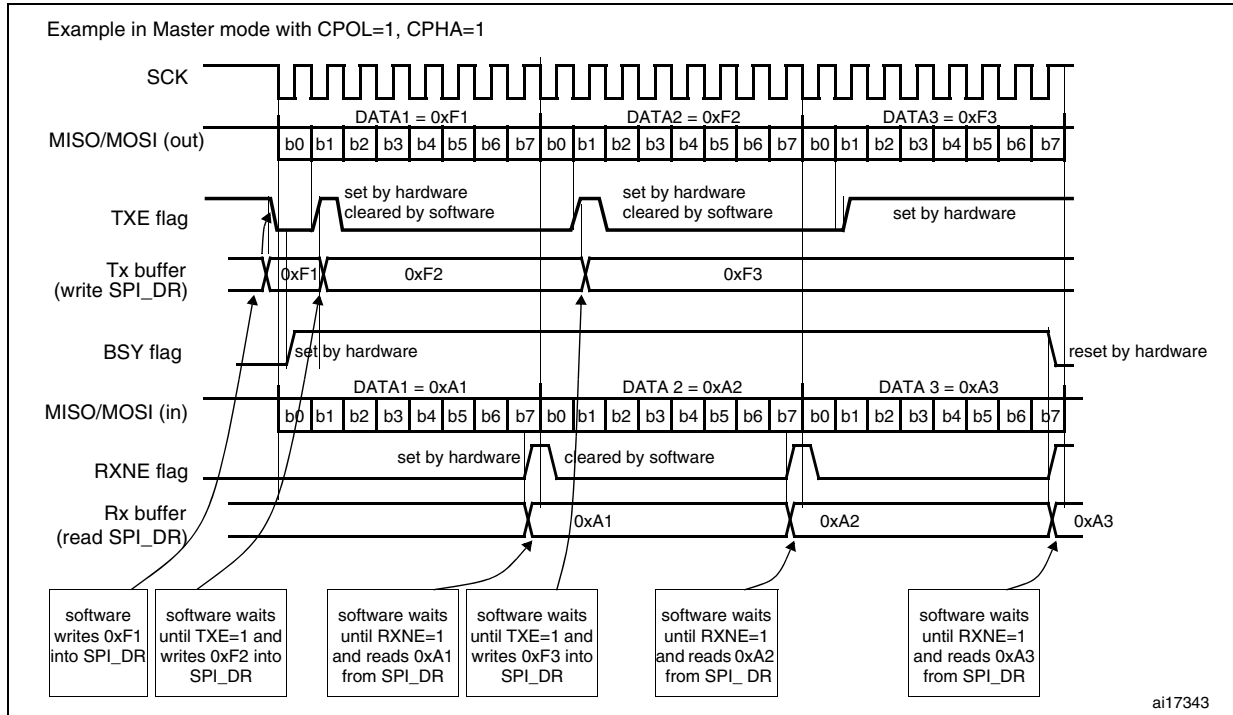 Example in Master mode with CPOL=1, CPHA=1
SCK
DATA1 = 0xF1 DATA2 = 0xF2 DATA3 = 0xF3
MISO/MOSI (out)
b0 b1 b2 b3 b4 b5 b6 b7 b0 b1 b2 b3 b4 b5 b6 b7 b0 b1 b2 b3 b4 b5 b6 b7
set by hardware
cleared by software
set by hardware
cleared by software
set by hardware
TXE flag
Tx buffer
(write SPI_DR)
0xF1 0xF2 0xF3
BSY flag
set by hardware
reset by hardware
DATA1 = 0xA1 DATA 2 = 0xA2 DATA 3 = 0xA3
MISO/MOSI (in)
b0 b1 b2 b3 b4 b5 b6 b7 b0 b1 b2 b3 b4 b5 b6 b7 b0 b1 b2 b3 b4 b5 b6 b7
RXNE flag
set by hardware
cleared by software
Rx buffer
(read SPI_DR)
0xA1 0xA2 0xA3
software
writes 0xF1
into SPI_DR
software waits
until TXE=1 and
writes 0xF2 into
SPI_DR
software waits
until RXNE=1
and reads 0xA1
from SPI_DR
software waits
until TXE=1 and
writes 0xF3 into
SPI_DR
software waits
until RXNE=1
and reads 0xA2
from SPI_ DR
software waits
until RXNE=1
and reads 0xA3
from SPI_DR
ai17343